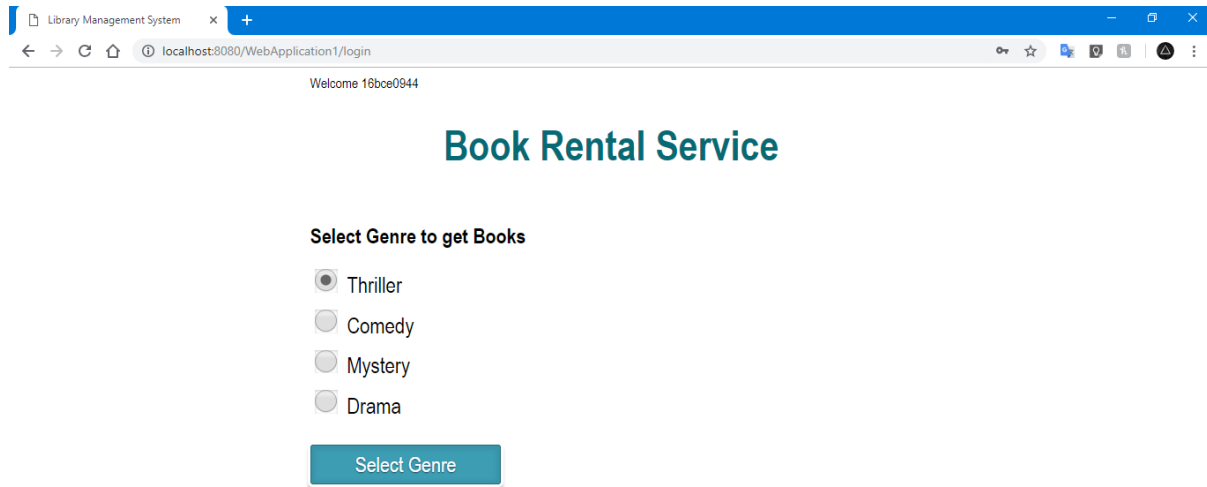 Library Management System
localhost:8080/WebApplication1/login
Welcome 16bce0944
Book Rental Service
Select Genre to get Books
Thriller
Comedy
Mystery
Drama
Select Genre